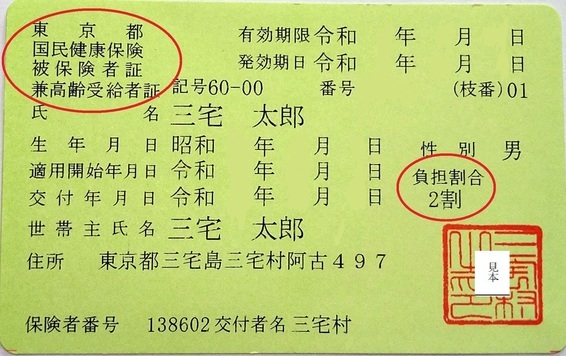 東京都
国民健康保険
被保険者証
兼高齢受給者証
有効期限 令和 年 月 日
発効期日 令和 年 月 日
記号60-00 番号 (枝番)01
氏名 三宅 太郎
生年月日 昭和 年 月 日 性別 男
適用開始年月日 令和 年 月 日
交付年月日 令和 年 月 日
負担割合
2割
世帯主氏名 三宅 太郎
住所 東京都三宅島三宅村阿古497
見本
保険者番号 138602 交付者名 三宅村